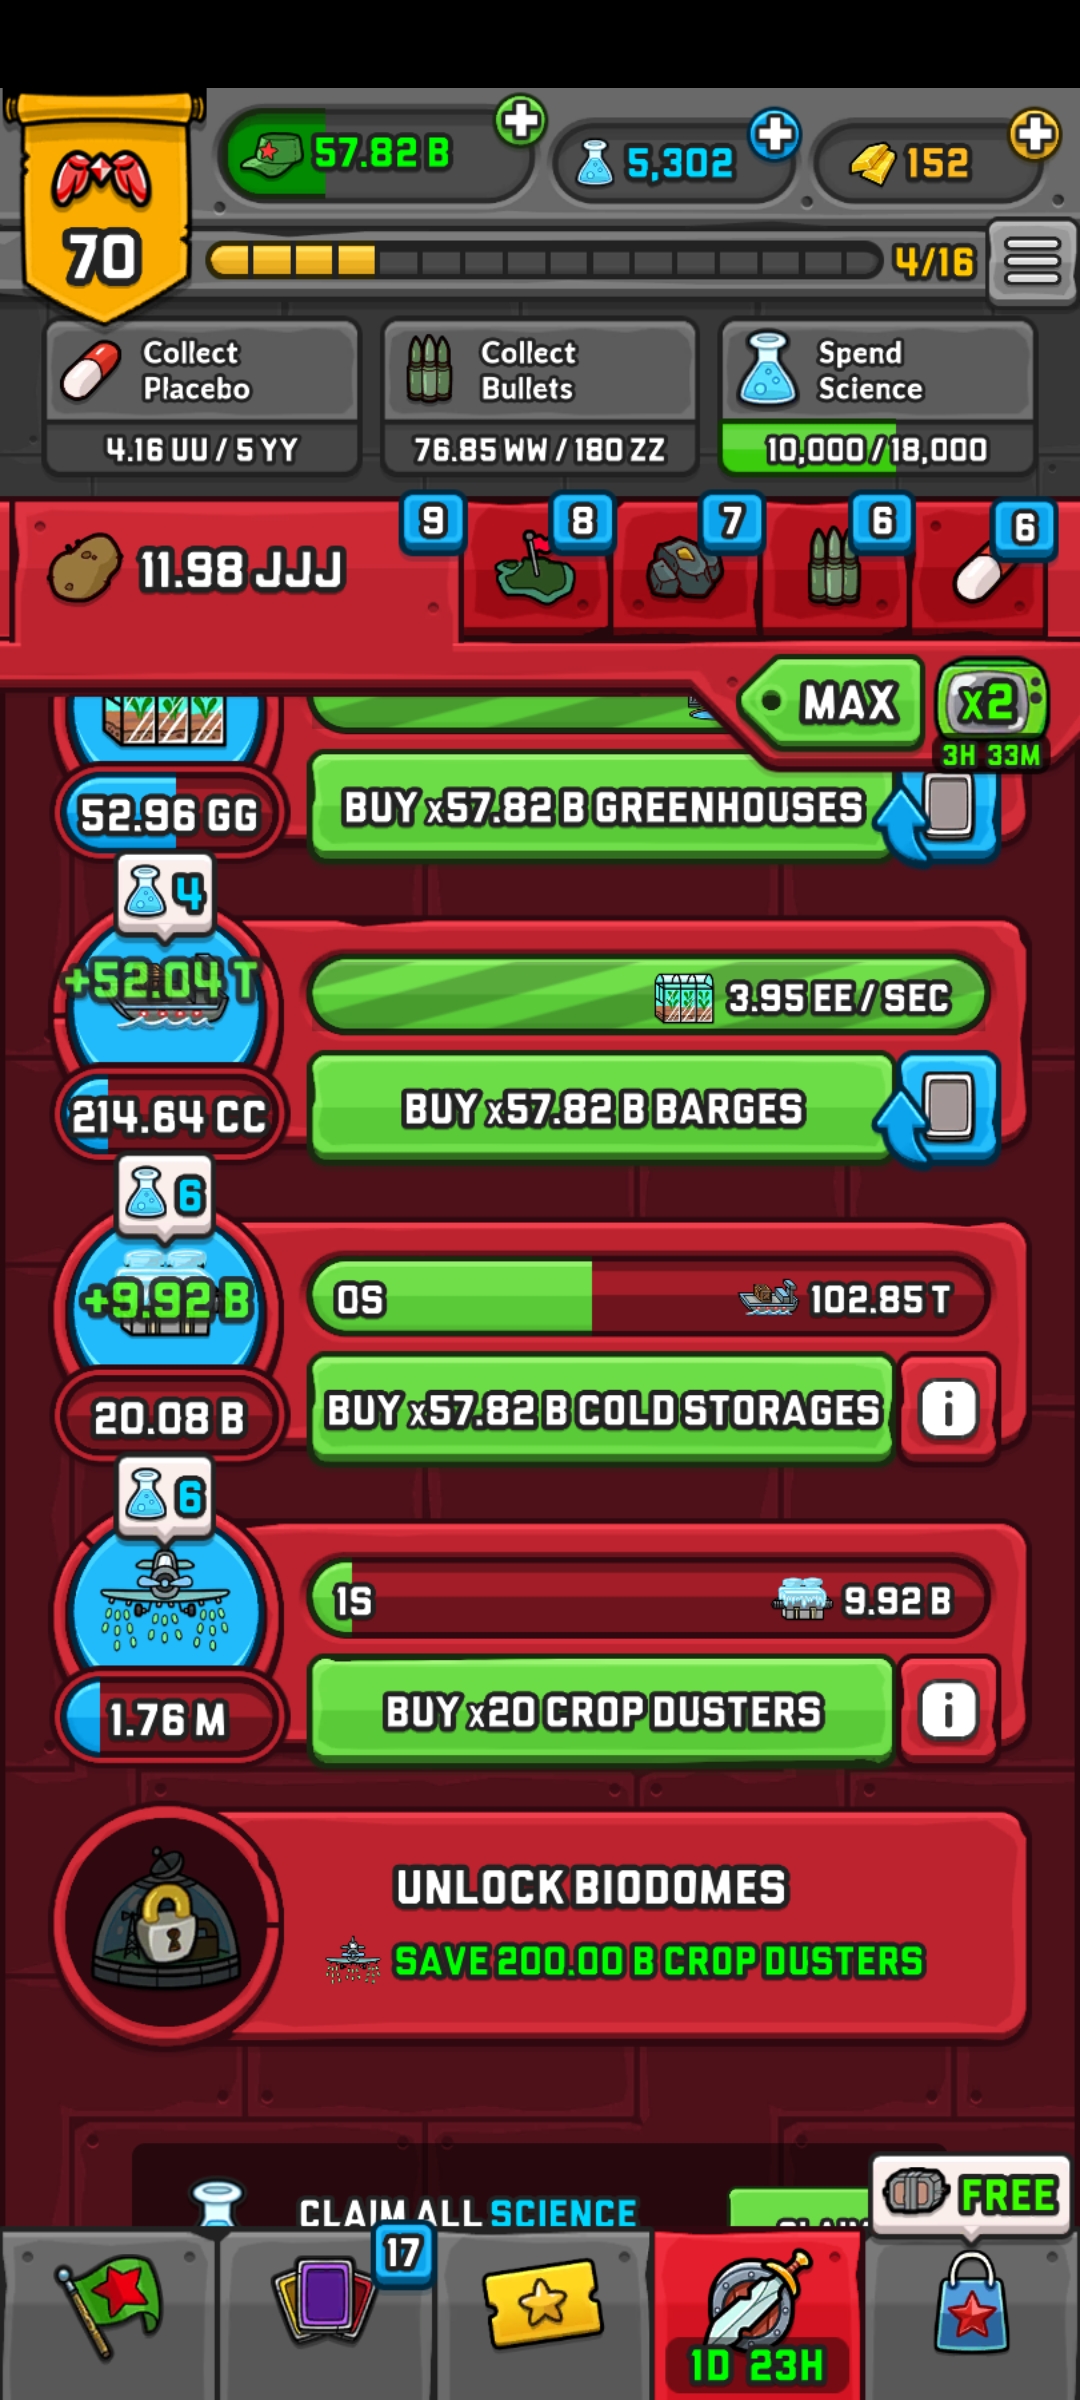 57.82 B
5,302
152
70
4/16
Collect
Placebo
4.16 UU / 5 YY
Collect
Bullets
76.85 WW / 180 ZZ
Spend
Science
10,000 / 18,000
11.98 JJJ
9
8
7
6
6
MAX
x2
3H 33M
52.96 GG
BUY x57.82 B GREENHOUSES
4
+52.04 T
3.95 EE / SEC
214.64 CC
BUY x57.82 B BARGES
6
+9.92 B
0S
102.85 T
20.08 B
BUY x57.82 B COLD STORAGES
i
6
1S
9.92 B
1.76 M
BUY x20 CROP DUSTERS
i
UNLOCK BIODOMES
SAVE 200.00 B CROP DUSTERS
CLAIM ALL SCIENCE
FREE
17
1D 23H